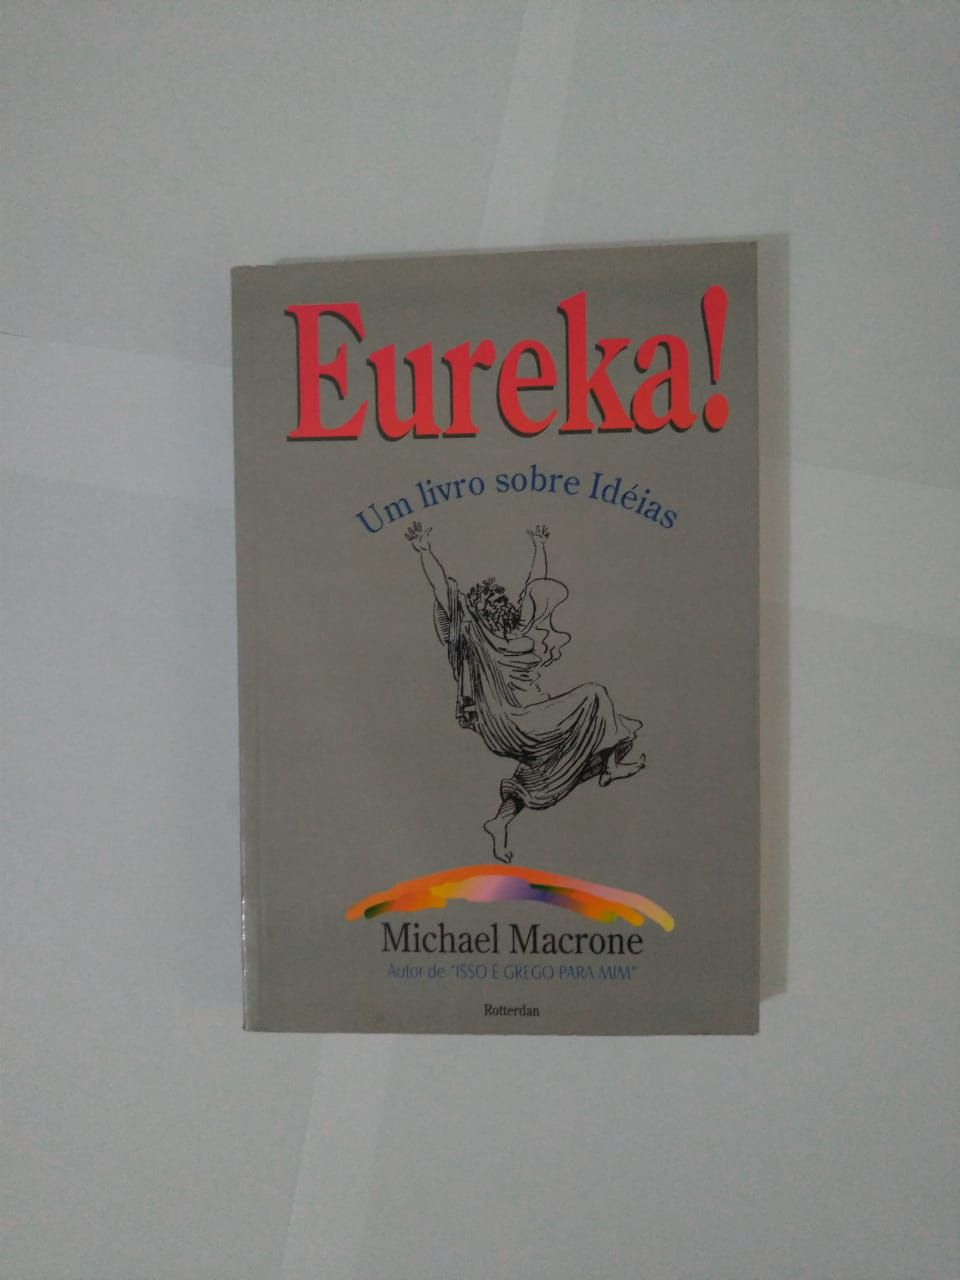 Eureka!
Um livro sobre Idéias
Michael Macrone
Autor de "ISSO É GREGO PARA MIM"
Rotterdan